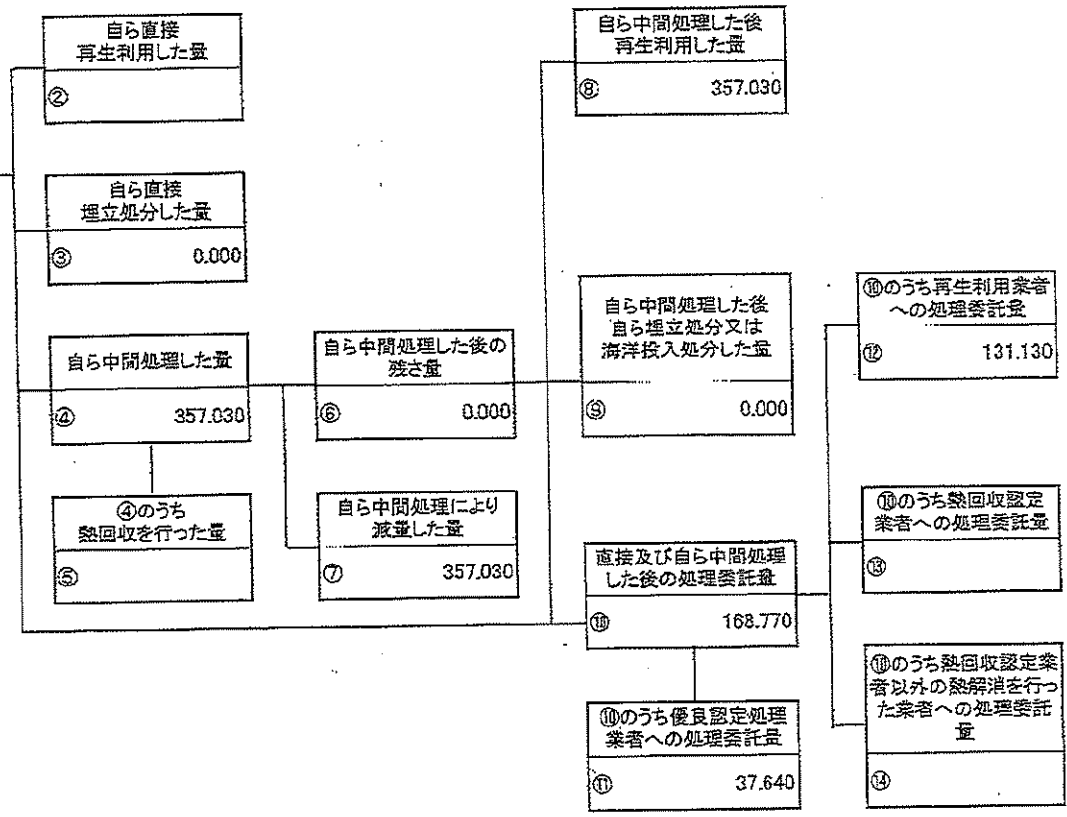 自ら直接
再生利用した量
②
自ら直接
埋立処分した量
③ 0.000
自ら中間処理した量
④ 357.030
④のうち
熱回収を行った量
⑤
自ら中間処理した後の
残さ量
⑥ 0.000
自ら中間処理により
減量した量
⑦ 357.030
自ら中間処理した後
再生利用した量
⑧ 357.030
自ら中間処理した後
自ら埋立処分又は
海洋投入処分した量
⑨ 0.000
直接及び自ら中間処理
した後の処理委託量
⑩ 168.770
⑩のうち優良認定処理
業者への処理委託量
⑪ 37.640
⑩のうち再生利用業者
への処理委託量
⑫ 131.130
⑩のうち熱回収認定
業者への処理委託量
⑬
⑩のうち熱回収認定業
者以外の熱解消を行っ
た業者への処理委託
量
⑭